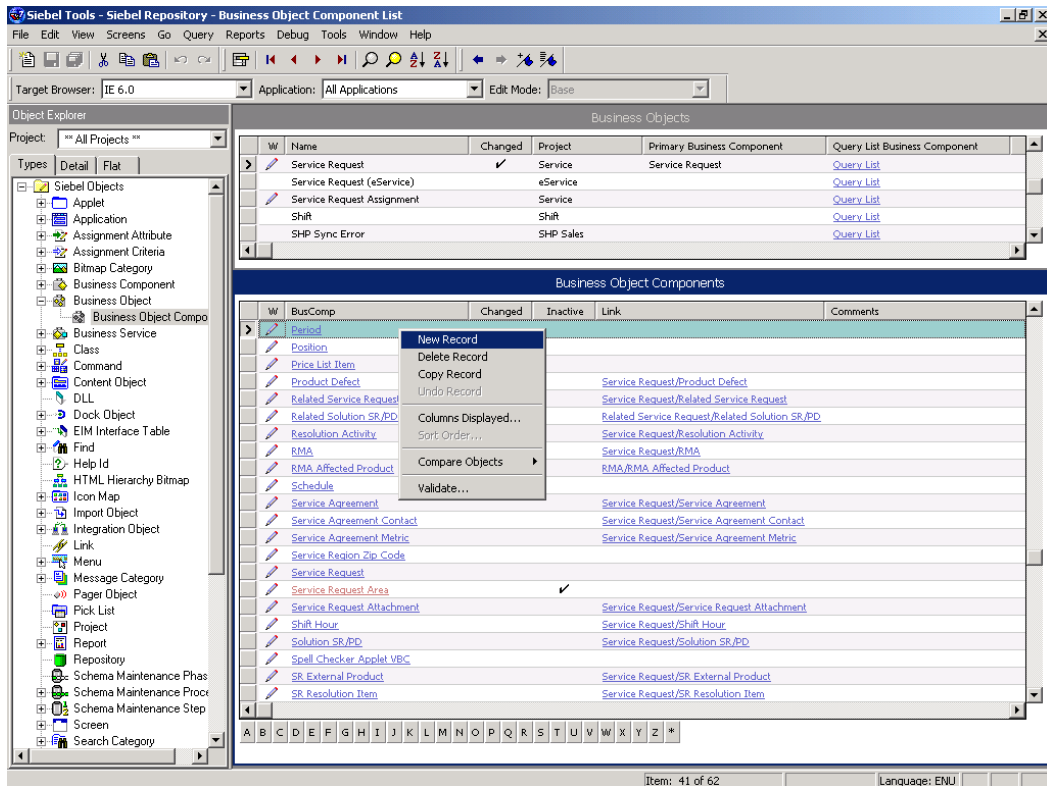 Siebel Tools - Siebel Repository - Business Object Component List
File Edit View Screens Go Query Reports Debug Tools Window Help
Target Browser: IE 6.0 Application: All Applications Edit Mode: Base
Object Explorer
Project: ** All Projects **
Types Detail Flat
Siebel Objects
Applet
Application
Assignment Attribute
Assignment Criteria
Bitmap Category
Business Component
Business Object
Business Object Compo
Business Service
Class
Command
Content Object
DLL
Dock Object
EIM Interface Table
Find
Help Id
HTML Hierarchy Bitmap
Icon Map
Import Object
Integration Object
Link
Menu
Message Category
Pager Object
Pick List
Project
Report
Repository
Schema Maintenance Phas
Schema Maintenance Proce
Schema Maintenance Step
Screen
Search Category
Business Objects
W Name Changed Project Primary Business Component Query List Business Component
Service Request ✔ Service Service Request Query List
Service Request (eService) eService Query List
Service Request Assignment Service Query List
Shift Shift Query List
SHP Sync Error SHP Sales Query List
Business Object Components
W BusComp Changed Inactive Link Comments
Period
Position
Price List Item
Product Defect Service Request/Product Defect
Related Service Request Service Request/Related Service Request
Related Solution SR/PD Related Service Request/Related Solution SR/PD
Resolution Activity Service Request/Resolution Activity
RMA Service Request/RMA
RMA Affected Product RMA/RMA Affected Product
Schedule
Service Agreement Service Request/Service Agreement
Service Agreement Contact Service Request/Service Agreement Contact
Service Agreement Metric Service Request/Service Agreement Metric
Service Region Zip Code
Service Request
Service Request Area ✔
Service Request Attachment Service Request/Service Request Attachment
Shift Hour Service Request/Shift Hour
Solution SR/PD Service Request/Solution SR/PD
Spell Checker Applet VBC
SR External Product Service Request/SR External Product
SR Resolution Item Service Request/SR Resolution Item
New Record
Delete Record
Copy Record
Undo Record
Columns Displayed...
Sort Order...
Compare Objects
Validate...
A B C D E F G H I J K L M N O P Q R S T U V W X Y Z *
Item: 41 of 62 Language: ENU